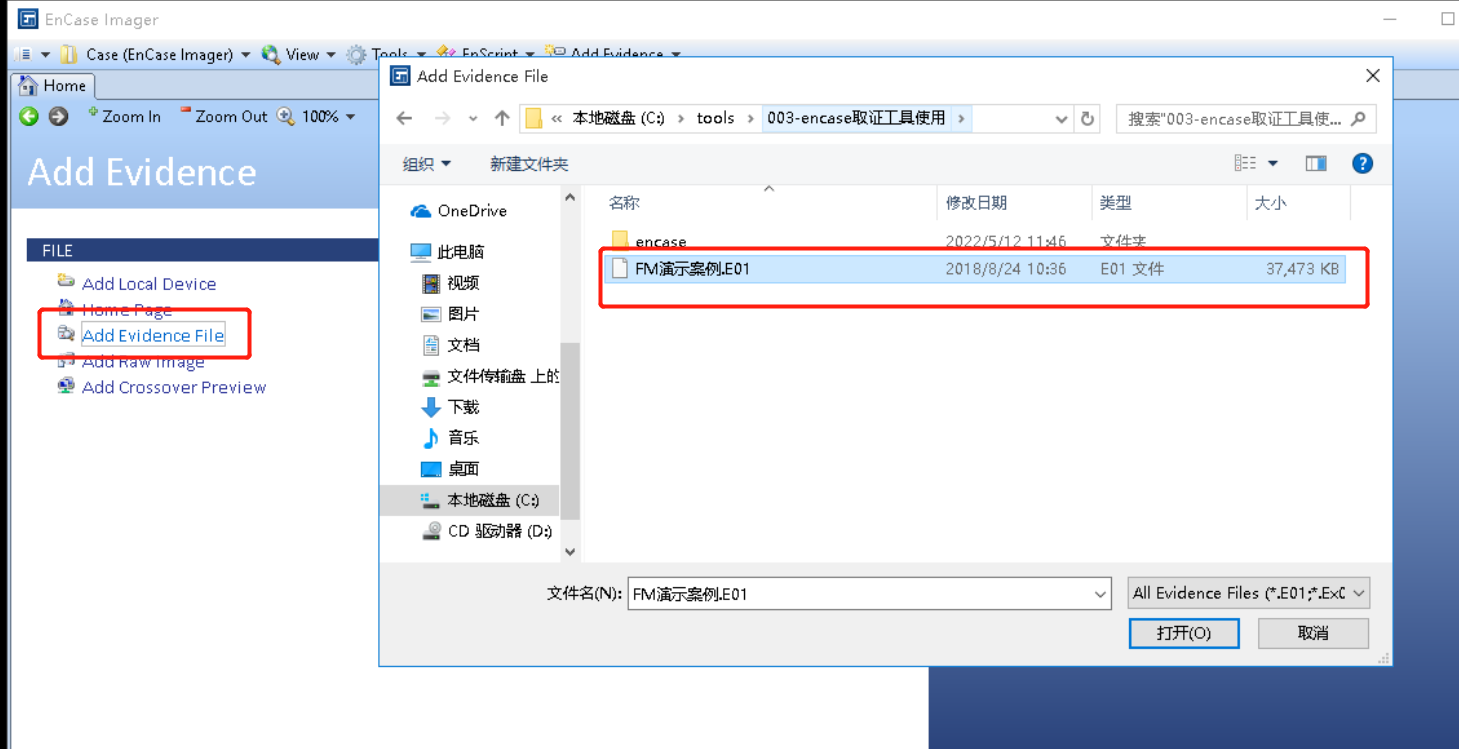 EnCase Imager
Case (EnCase Imager) View Tools EnScript Add Evidence
Home
Zoom In Zoom Out 100%
Add Evidence
FILE
Add Local Device
Home Page
Add Evidence File
Add Raw Image
Add Crossover Preview
Add Evidence File
« 本地磁盘 (C:) › tools › 003-encase取证工具使用 ›
搜索"003-encase取证工具使...
组织 新建文件夹
OneDrive
此电脑
视频
图片
文档
文件传输盘 上的
下载
音乐
桌面
本地磁盘 (C:)
CD 驱动器 (D:)
名称 修改日期 类型 大小
encase 2022/5/12 11:46 文件夹
FM演示案例.E01 2018/8/24 10:36 E01 文件 37,473 KB
文件名(N): FM演示案例.E01 All Evidence Files (*.E01;*.Ex0
打开(O) 取消